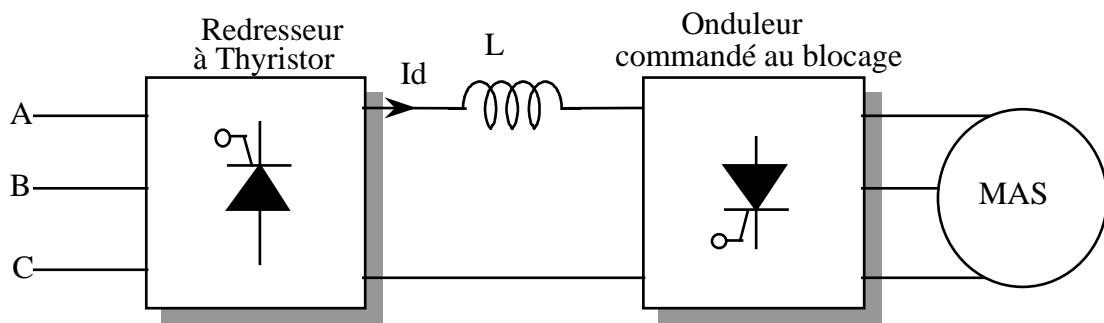 Redresseur
à Thyristor
Id
L
Onduleur
commandé au blocage
A
B
C
MAS